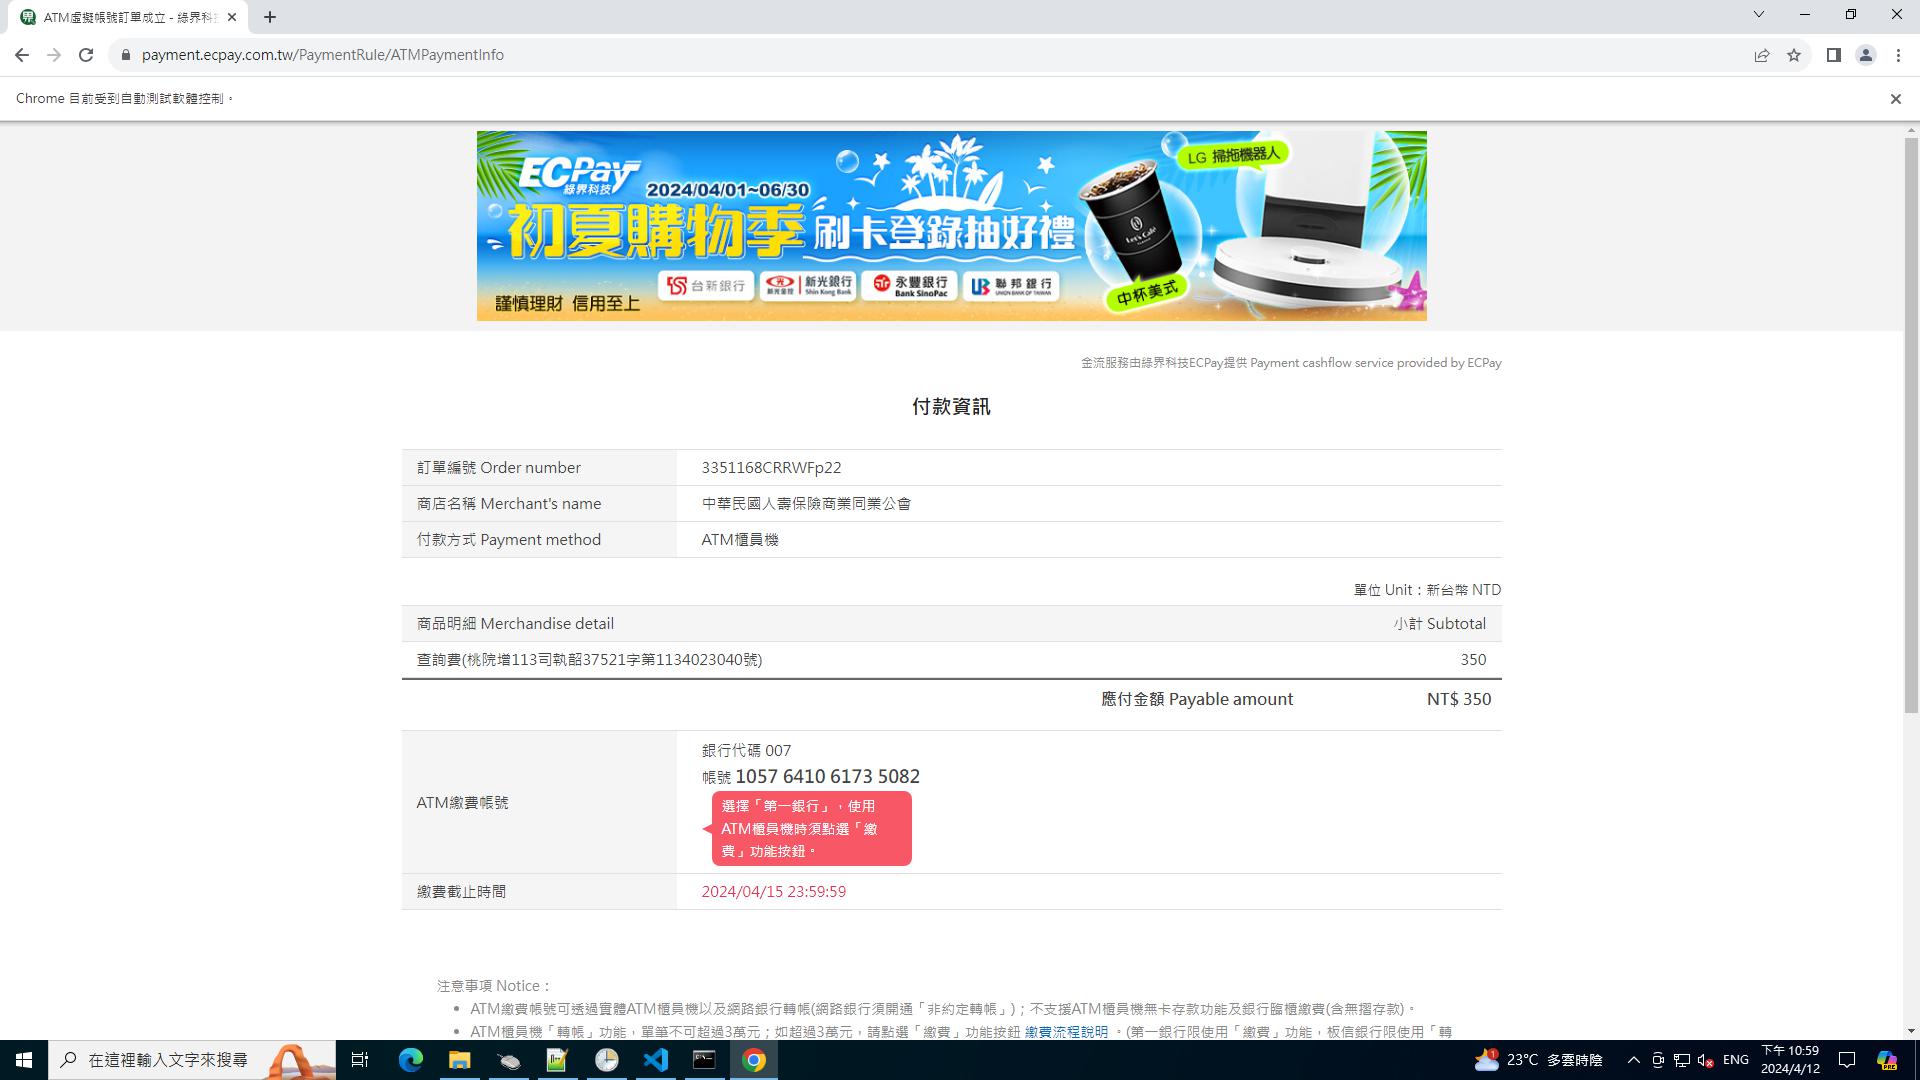 ATM虛擬帳號訂單成立 - 綠界科
payment.ecpay.com.tw/PaymentRule/ATMPaymentInfo
Chrome 目前受到自動測試軟體控制。
ECPay
綠界科技
2024/04/01~06/30
初夏購物季
刷卡登錄抽好禮
LG 掃拖機器人
Let's Café
台新銀行
新光金控
新光銀行
Shin Kong Bank
永豐銀行
Bank SinoPac
聯邦銀行
UNION BANK OF TAIWAN
中杯美式
謹慎理財 信用至上
金流服務由綠界科技ECPay提供 Payment cashflow service provided by ECPay
付款資訊
訂單編號 Order number 3351168CRRWFp22
商店名稱 Merchant's name 中華民國人壽保險商業同業公會
付款方式 Payment method ATM櫃員機
單位 Unit：新台幣 NTD
商品明細 Merchandise detail 小計 Subtotal
查詢費(桃院增113司執韶37521字第1134023040號) 350
應付金額 Payable amount NT$ 350
銀行代碼 007
帳號 1057 6410 6173 5082
ATM繳費帳號
選擇「第一銀行」，使用
ATM櫃員機時須點選「繳
費」功能按鈕。
繳費截止時間 2024/04/15 23:59:59
注意事項 Notice：
• ATM繳費帳號可透過實體ATM櫃員機以及網路銀行轉帳(網路銀行須開通「非約定轉帳」)；不支援ATM櫃員機無卡存款功能及銀行臨櫃繳費(含無摺存款)。
• ATM櫃員機「轉帳」功能，單筆不可超過3萬元；如超過3萬元，請點選「繳費」功能按鈕 繳費流程說明 。(第一銀行限使用「繳費」功能，板信銀行限使用「轉
在這裡輸入文字來搜尋
1
23°C 多雲時陰
ENG
下午 10:59
2024/4/12
PRE